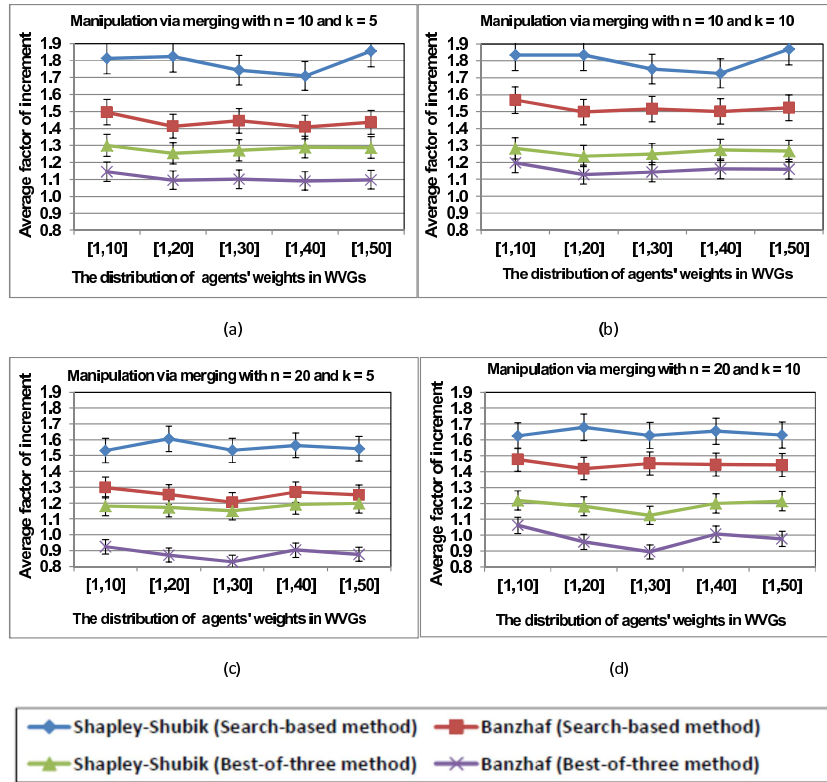 Manipulation via merging with n = 10 and k = 5
Average factor of increment
1.9
1.8
1.7
1.6
1.5
1.4
1.3
1.2
1.1
1.0
0.9
0.8
[1,10] [1,20] [1,30] [1,40] [1,50]
The distribution of agents' weights in WVGs
(a)
Manipulation via merging with n = 10 and k = 10
Average factor of increment
1.9
1.8
1.7
1.6
1.5
1.4
1.3
1.2
1.1
1.0
0.9
0.8
[1,10] [1,20] [1,30] [1,40] [1,50]
The distribution of agents' weights in WVGs
(b)
Manipulation via merging with n = 20 and k = 5
Average factor of increment
1.9
1.8
1.7
1.6
1.5
1.4
1.3
1.2
1.1
1.0
0.9
0.8
[1,10] [1,20] [1,30] [1,40] [1,50]
The distribution of agents' weights in WVGs
(c)
Manipulation via merging with n = 20 and k = 10
Average factor of increment
1.9
1.8
1.7
1.6
1.5
1.4
1.3
1.2
1.1
1.0
0.9
0.8
[1,10] [1,20] [1,30] [1,40] [1,50]
The distribution of agents' weights in WVGs
(d)
Shapley-Shubik (Search-based method) Banzhaf (Search-based method)
Shapley-Shubik (Best-of-three method) Banzhaf (Best-of-three method)